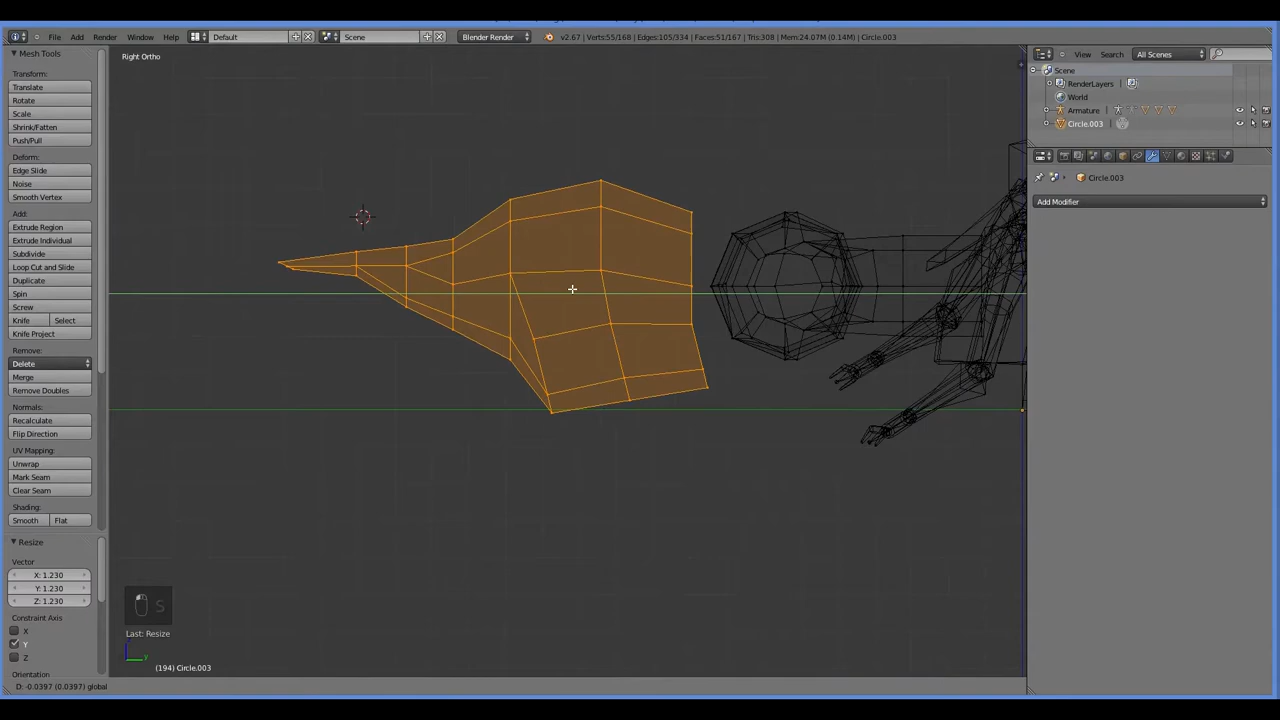 File Add Render Window Help Default Scene Blender Render v2.67 | Verts:55/168 | Edges:105/334 | Faces:51/167 | Tris:308 | Mem:24.07M (0.14M) | Circle.003
Mesh Tools
Right Ortho
View Search All Scenes
Scene
RenderLayers
World
Armature
Circle.003
Circle.003
Add Modifier
Transform:
Translate
Rotate
Scale
Shrink/Fatten
Push/Pull
Deform:
Edge Slide
Noise
Smooth Vertex
Add:
Extrude Region
Extrude Individual
Subdivide
Loop Cut and Slide
Duplicate
Spin
Screw
Knife Select
Knife Project
Remove:
Delete
Merge
Remove Doubles
Normals:
Recalculate
Flip Direction
UV Mapping:
Unwrap
Mark Seam
Clear Seam
Shading:
Smooth Flat
Resize
Vector
X: 1.230
Y: 1.230
Z: 1.230
Constraint Axis
X
Y
Z
Orientation
S
Last: Resize
y
(194) Circle.003
D: -0.0397 (0.0397) global